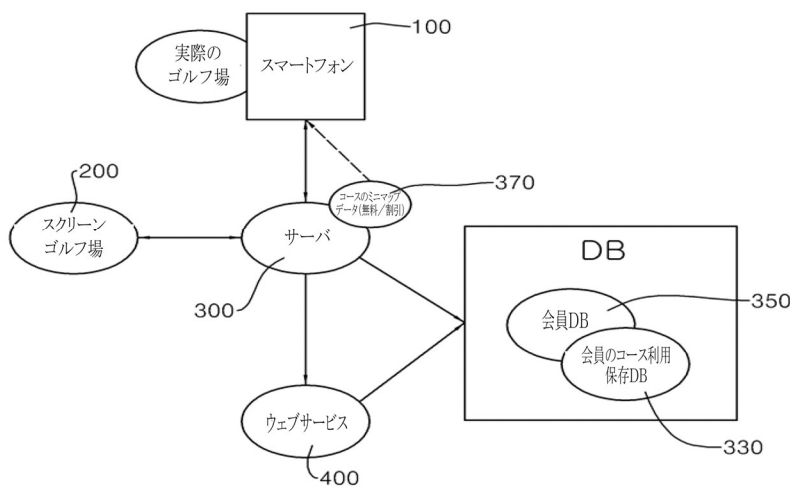 100
実際の
ゴルフ場
スマートフォン
200
370
コースのミニマップ
データ(無料/割引)
スクリーン
ゴルフ場
サーバ
300
DB
350
会員DB
会員のコース利用
保存DB
330
ウェブサービス
400